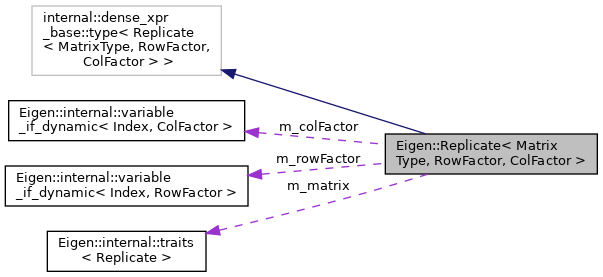 internal::dense_xpr
_base::type< Replicate
< MatrixType, RowFactor,
ColFactor > >
Eigen::internal::variable
_if_dynamic< Index, ColFactor >
m_colFactor
Eigen::Replicate< Matrix
Type, RowFactor, ColFactor >
m_rowFactor
Eigen::internal::variable
_if_dynamic< Index, RowFactor >
m_matrix
Eigen::internal::traits
< Replicate >